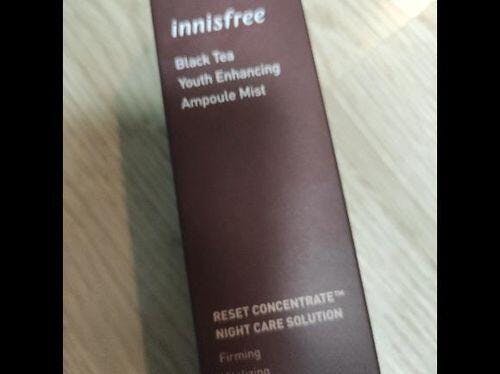 innisfree
Black Tea
Youth Enhancing
Ampoule Mist
RESET CONCENTRATE™
NIGHT CARE SOLUTION
Firming